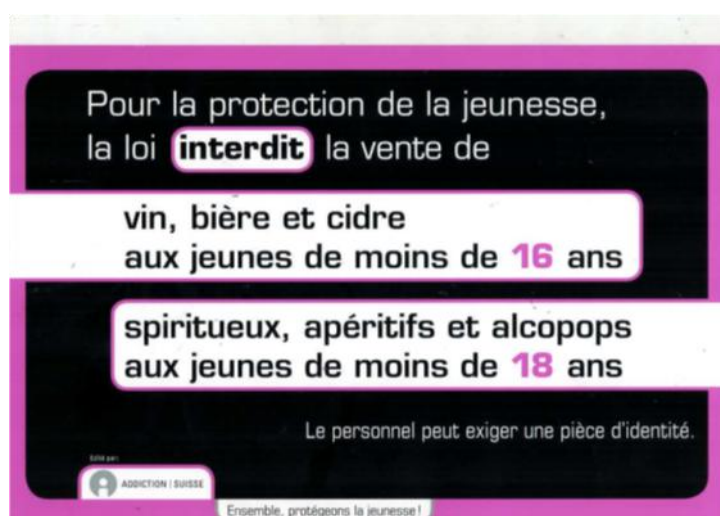 Pour la protection de la jeunesse,
la loi interdit la vente de
vin, bière et cidre
aux jeunes de moins de 16 ans
spiritueux, apéritifs et alcopops
aux jeunes de moins de 18 ans
Le personnel peut exiger une pièce d'identité.
Edité par:
ADDICTION | SUISSE
Ensemble, protégeons la jeunesse!